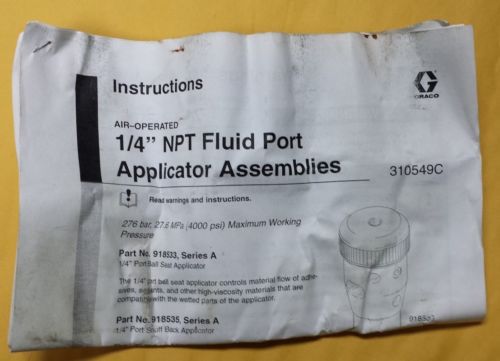 Instructions
GRACO
AIR–OPERATED
1/4” NPT Fluid Port
Applicator Assemblies
310549C
Read warnings and instructions.
276 bar, 27.6 MPa (4000 psi) Maximum Working
Pressure
Part No. 918533, Series A
1/4” Port Ball Seat Applicator
The 1/4 port ball seat applicator controls material flow of adhe-
sives, sealants, and other high-viscosity materials that are
compatible with the wetted parts of the applicator.
Part No. 918535, Series A
1/4” Port Snuff Back Applicator